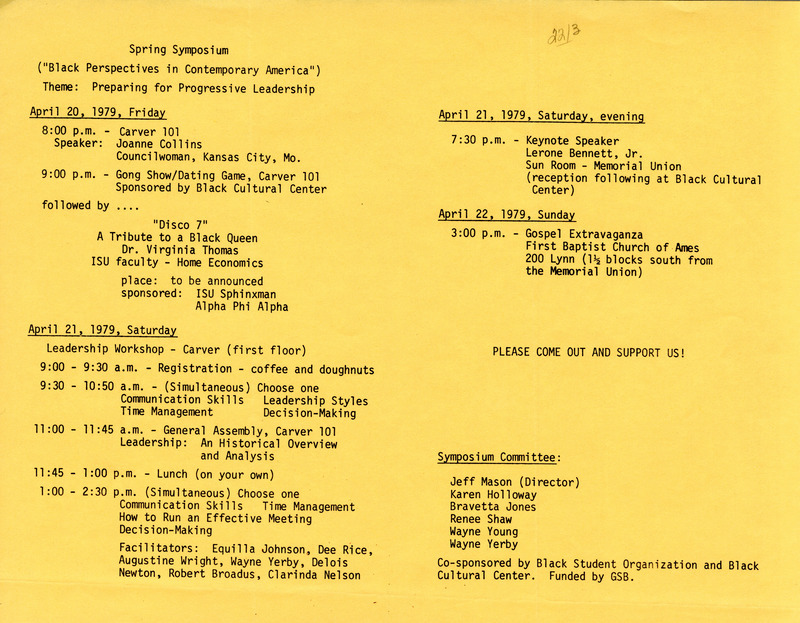 22/3
Spring Symposium
("Black Perspectives in Contemporary America")
Theme: Preparing for Progressive Leadership
April 20, 1979, Friday
8:00 p.m. - Carver 101
Speaker: Joanne Collins
Councilwoman, Kansas City, Mo.
9:00 p.m. - Gong Show/Dating Game, Carver 101
Sponsored by Black Cultural Center
followed by ....
"Disco 7"
A Tribute to a Black Queen
Dr. Virginia Thomas
ISU faculty - Home Economics
place: to be announced
sponsored: ISU Sphinxman
Alpha Phi Alpha
April 21, 1979, Saturday
Leadership Workshop - Carver (first floor)
9:00 - 9:30 a.m. - Registration - coffee and doughnuts
9:30 - 10:50 a.m. - (Simultaneous) Choose one
Communication Skills Leadership Styles
Time Management Decision-Making
11:00 - 11:45 a.m. - General Assembly, Carver 101
Leadership: An Historical Overview
and Analysis
11:45 - 1:00 p.m. - Lunch (on your own)
1:00 - 2:30 p.m. (Simultaneous) Choose one
Communication Skills Time Management
How to Run an Effective Meeting
Decision-Making
Facilitators: Equilla Johnson, Dee Rice,
Augustine Wright, Wayne Yerby, Delois
Newton, Robert Broadus, Clarinda Nelson
April 21, 1979, Saturday, evening
7:30 p.m. - Keynote Speaker
Lerone Bennett, Jr.
Sun Room - Memorial Union
(reception following at Black Cultural
Center)
April 22, 1979, Sunday
3:00 p.m. - Gospel Extravaganza
First Baptist Church of Ames
200 Lynn (1½ blocks south from
the Memorial Union)
PLEASE COME OUT AND SUPPORT US!
Symposium Committee:
Jeff Mason (Director)
Karen Holloway
Bravetta Jones
Renee Shaw
Wayne Young
Wayne Yerby
Co-sponsored by Black Student Organization and Black
Cultural Center. Funded by GSB.